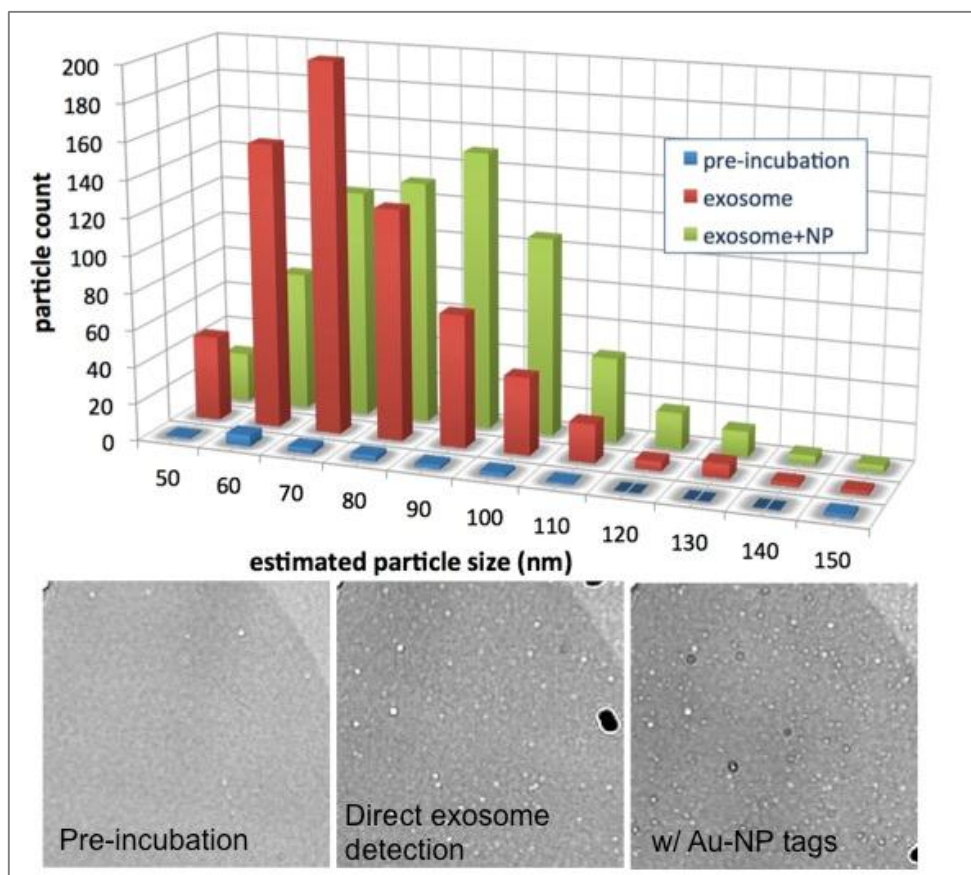 200
180
160
140
120
100
80
60
40
20
0
particle count
pre-incubation
exosome
exosome+NP
50
60
70
80
90
100
110
120
130
140
150
estimated particle size (nm)
Pre-incubation
Direct exosome
detection
w/ Au-NP tags